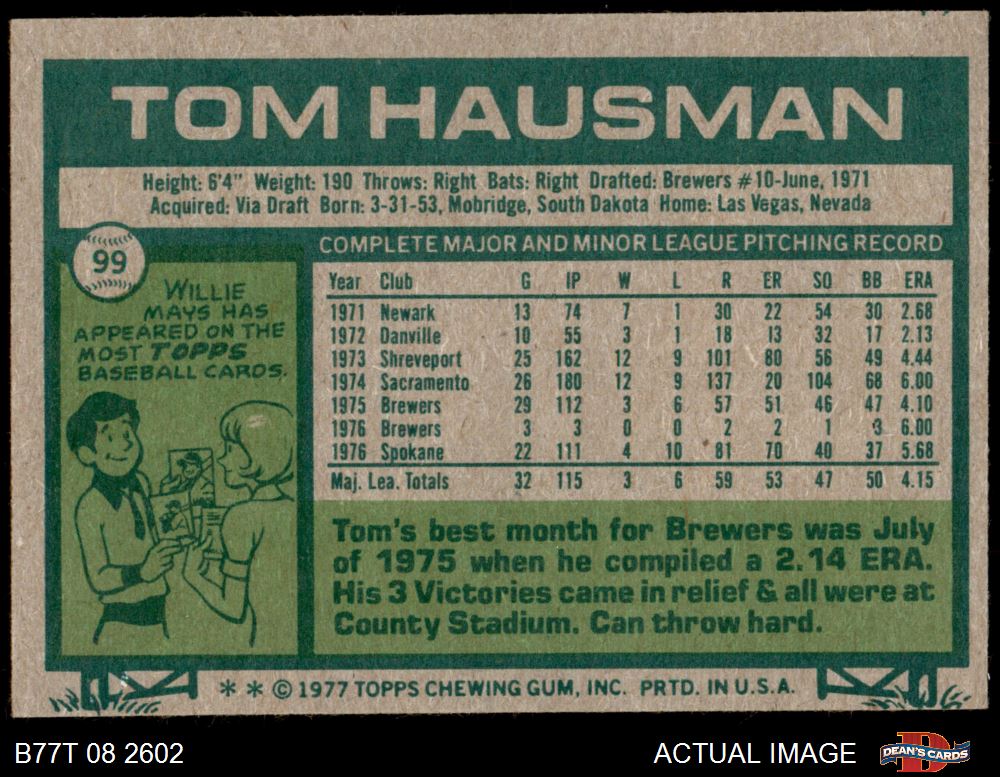 TOM HAUSMAN
Height: 6'4" Weight: 190 Throws: Right Bats: Right Drafted: Brewers #10-June, 1971
Acquired: Via Draft Born: 3-31-53, Mobridge, South Dakota Home: Las Vegas, Nevada
99
WILLIE
MAYS HAS
APPEARED ON THE
MOST TOPPS
BASEBALL CARDS.
COMPLETE MAJOR AND MINOR LEAGUE PITCHING RECORD
Year Club G IP W L R ER SO BB ERA
1971 Newark 13 74 7 1 30 22 54 30 2.68
1972 Danville 10 55 3 1 18 13 32 17 2.13
1973 Shreveport 25 162 12 9 101 80 56 49 4.44
1974 Sacramento 26 180 12 9 137 20 104 68 6.00
1975 Brewers 29 112 3 6 57 51 46 47 4.10
1976 Brewers 3 3 0 0 2 2 1 3 6.00
1976 Spokane 22 111 4 10 81 70 40 37 5.68
Maj. Lea. Totals 32 115 3 6 59 53 47 50 4.15
Tom's best month for Brewers was July
of 1975 when he compiled a 2.14 ERA.
His 3 Victories came in relief & all were at
County Stadium. Can throw hard.
* * © 1977 TOPPS CHEWING GUM, INC. PRTD. IN U.S.A.
B77T 08 2602
ACTUAL IMAGE
D
DEAN'S CARDS